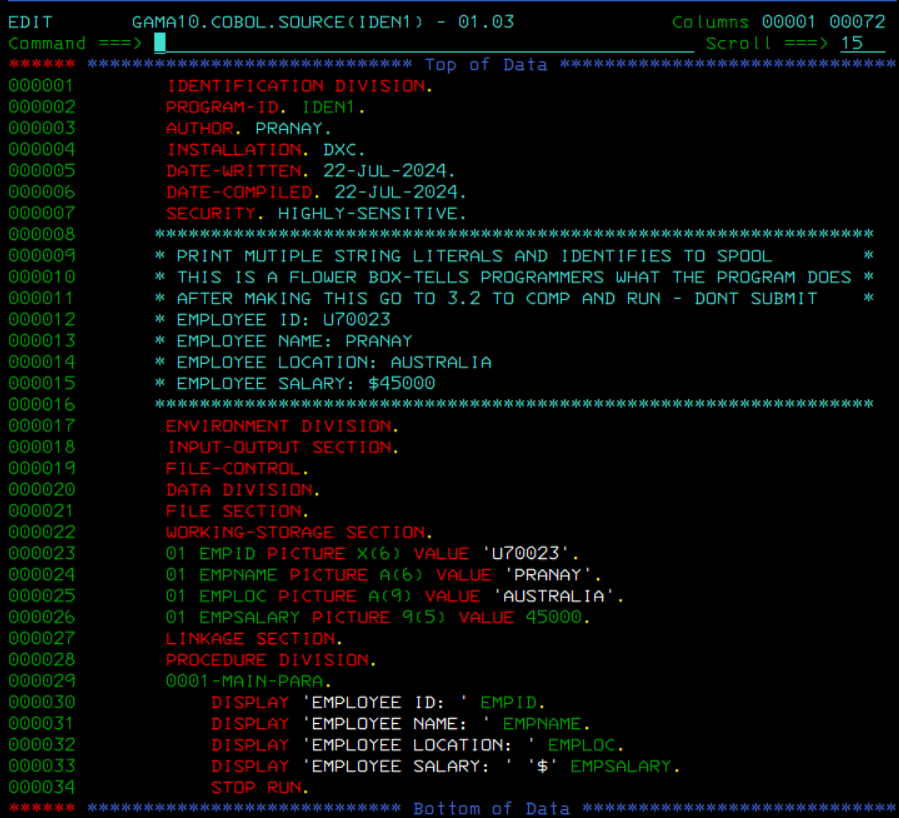 EDIT       GAMA10.COBOL.SOURCE(IDEN1) - 01.03              Columns 00001 00072
Command ===>                                                  Scroll ===> 15
****** ***************************** Top of Data ******************************
000001        IDENTIFICATION DIVISION.
000002        PROGRAM-ID. IDEN1.
000003        AUTHOR. PRANAY.
000004        INSTALLATION. DXC.
000005        DATE-WRITTEN. 22-JUL-2024.
000006        DATE-COMPILED. 22-JUL-2024.
000007        SECURITY. HIGHLY-SENSITIVE.
000008       ****************************************************************
000009       * PRINT MUTIPLE STRING LITERALS AND IDENTIFIES TO SPOOL        *
000010       * THIS IS A FLOWER BOX-TELLS PROGRAMMERS WHAT THE PROGRAM DOES *
000011       * AFTER MAKING THIS GO TO 3.2 TO COMP AND RUN - DONT SUBMIT    *
000012       * EMPLOYEE ID: U70023
000013       * EMPLOYEE NAME: PRANAY
000014       * EMPLOYEE LOCATION: AUSTRALIA
000015       * EMPLOYEE SALARY: $45000
000016       ****************************************************************
000017        ENVIRONMENT DIVISION.
000018        INPUT-OUTPUT SECTION.
000019        FILE-CONTROL.
000020        DATA DIVISION.
000021        FILE SECTION.
000022        WORKING-STORAGE SECTION.
000023        01 EMPID PICTURE X(6) VALUE 'U70023'.
000024        01 EMPNAME PICTURE A(6) VALUE 'PRANAY'.
000025        01 EMPLOC PICTURE A(9) VALUE 'AUSTRALIA'.
000026        01 EMPSALARY PICTURE 9(5) VALUE 45000.
000027        LINKAGE SECTION.
000028        PROCEDURE DIVISION.
000029        0001-MAIN-PARA.
000030            DISPLAY 'EMPLOYEE ID: ' EMPID.
000031            DISPLAY 'EMPLOYEE NAME: ' EMPNAME.
000032            DISPLAY 'EMPLOYEE LOCATION: ' EMPLOC.
000033            DISPLAY 'EMPLOYEE SALARY: ' '$' EMPSALARY.
000034            STOP RUN.
****** **************************** Bottom of Data ****************************